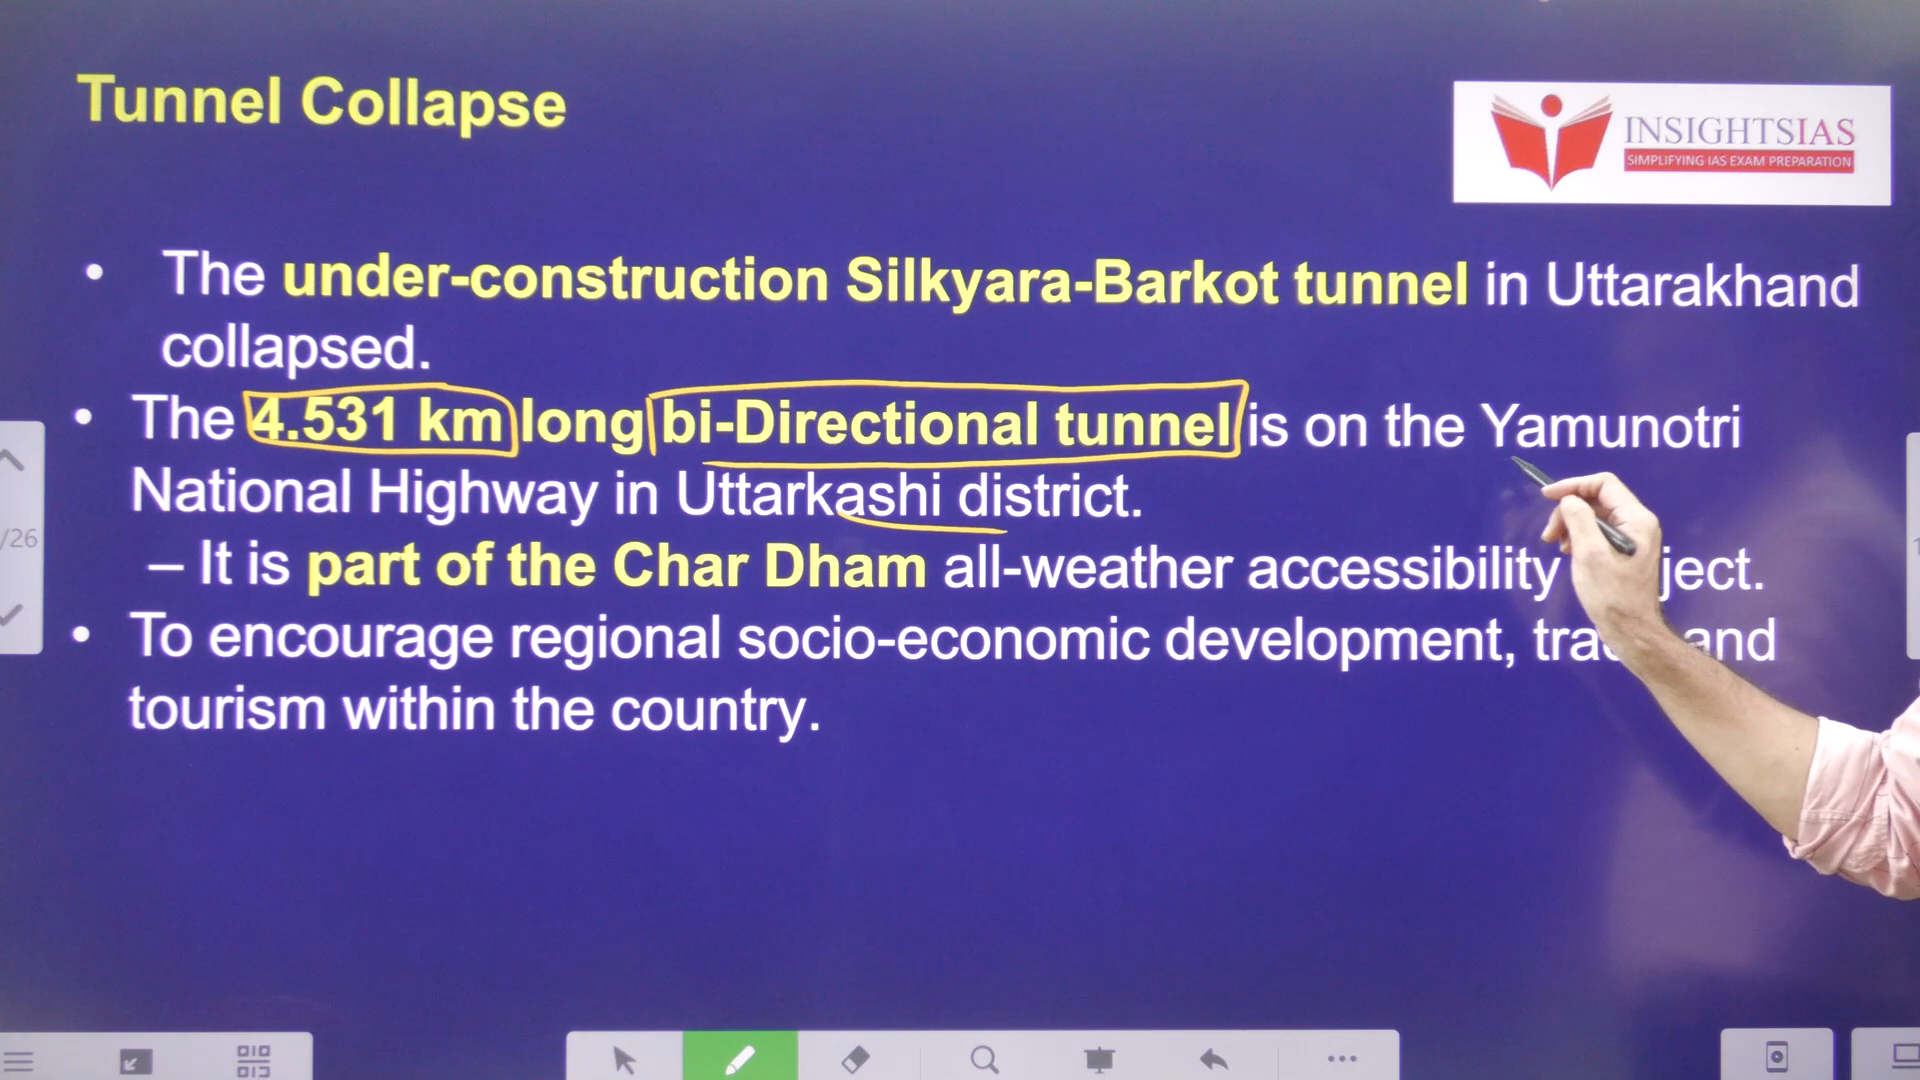 Tunnel Collapse
INSIGHTSIAS
SIMPLIFYING IAS EXAM PREPARATION
• The under-construction Silkyara-Barkot tunnel in Uttarakhand
collapsed.
• The 4.531 km long bi-Directional tunnel is on the Yamunotri
National Highway in Uttarkashi district.
– It is part of the Char Dham all-weather accessibility ject.
• To encourage regional socio-economic development, and
tourism within the country.
/26